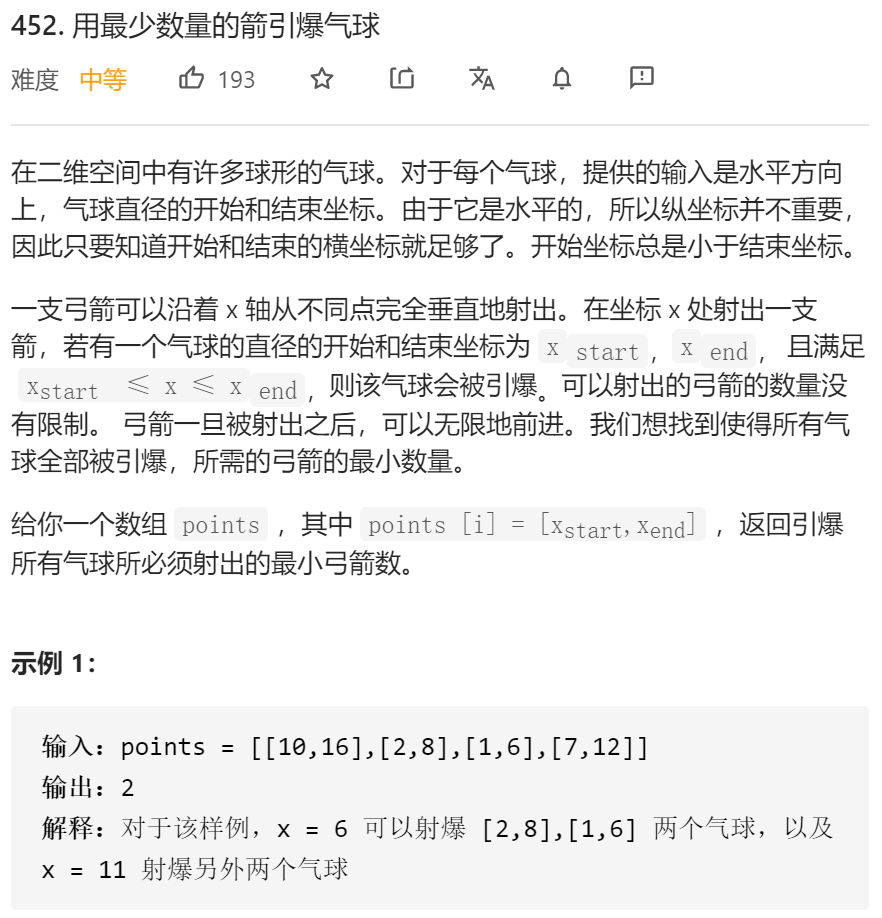 452. 用最少数量的箭引爆气球
难度 中等 193
在二维空间中有许多球形的气球。对于每个气球，提供的输入是水平方向
上，气球直径的开始和结束坐标。由于它是水平的，所以纵坐标并不重要，
因此只要知道开始和结束的横坐标就足够了。开始坐标总是小于结束坐标。
一支弓箭可以沿着 x 轴从不同点完全垂直地射出。在坐标 x 处射出一支
箭，若有一个气球的直径的开始和结束坐标为 x start， x end， 且满足
xstart ≤ x ≤ x end，则该气球会被引爆。可以射出的弓箭的数量没
有限制。 弓箭一旦被射出之后，可以无限地前进。我们想找到使得所有气
球全部被引爆，所需的弓箭的最小数量。
给你一个数组 points ，其中 points [i] = [xstart,xend] ，返回引爆
所有气球所必须射出的最小弓箭数。
示例 1：
输入：points = [[10,16],[2,8],[1,6],[7,12]]
输出：2
解释：对于该样例，x = 6 可以射爆 [2,8],[1,6] 两个气球，以及
x = 11 射爆另外两个气球